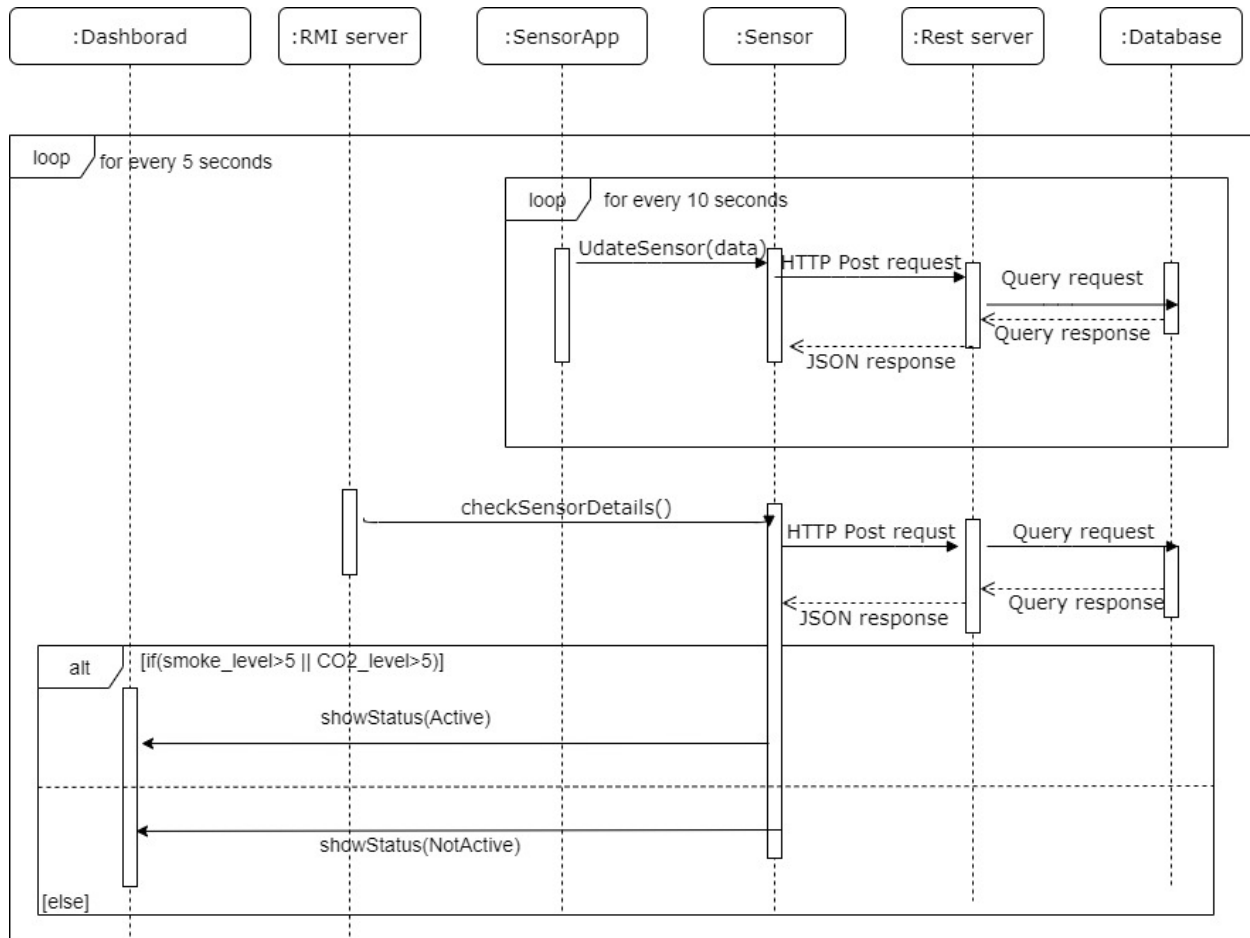 :Dashborad
:RMI server
:SensorApp
:Sensor
:Rest server
:Database
loop
for every 5 seconds
loop
for every 10 seconds
UdateSensor(data)
HTTP Post request
Query request
Query response
JSON response
checkSensorDetails()
HTTP Post requst
Query request
Query response
JSON response
alt
[if(smoke_level>5 || CO2_level>5)]
showStatus(Active)
showStatus(NotActive)
[else]